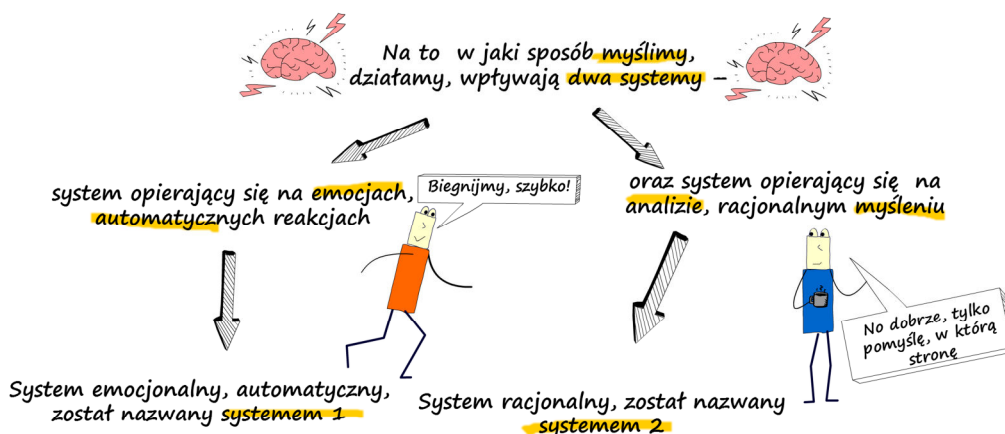 Na to w jaki sposób myślimy,
działamy, wpływają dwa systemy –
system opierający się na emocjach,
automatycznych reakcjach
Biegnijmy, szybko!
oraz system opierający się na
analizie, racjonalnym myśleniu
No dobrze, tylko
pomyślę, w którą
stronę
System emocjonalny, automatyczny,
został nazwany systemem 1
System racjonalny, został nazwany
systemem 2